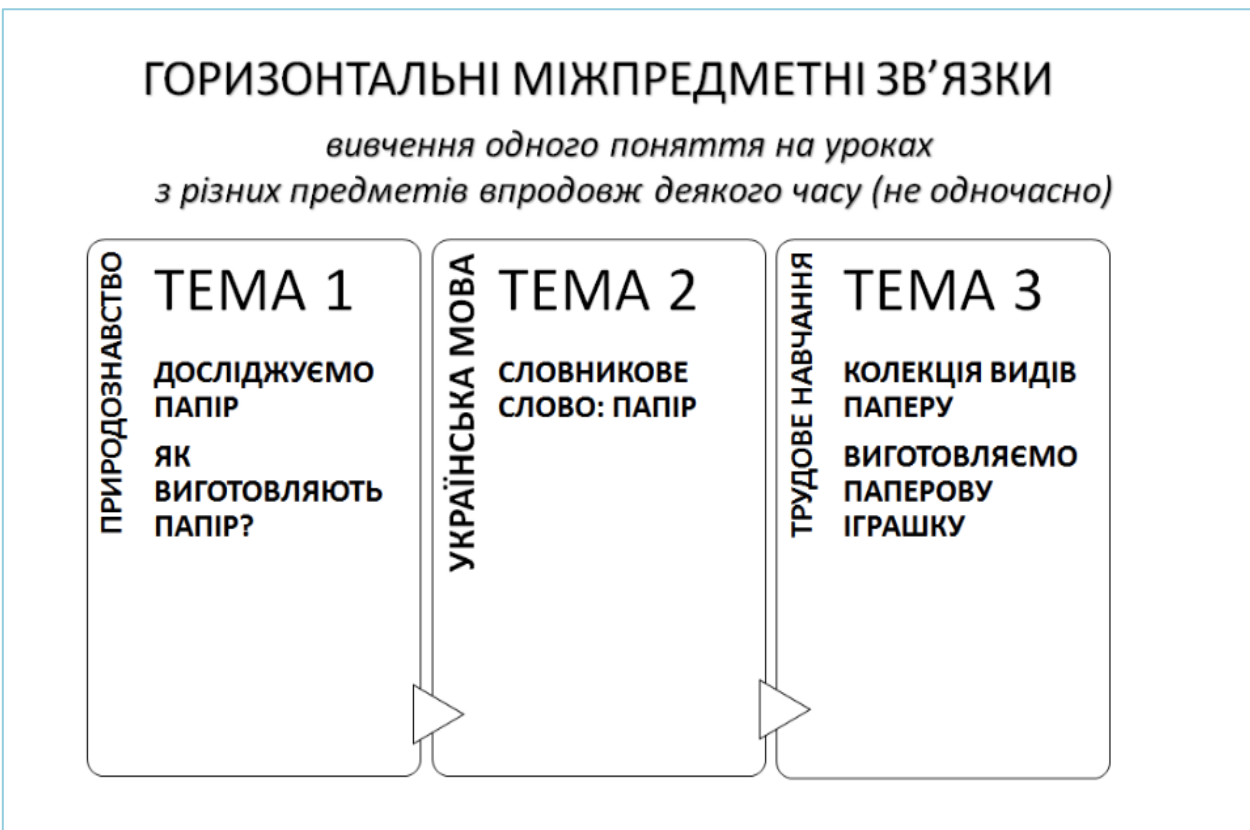 ГОРИЗОНТАЛЬНІ МІЖПРЕДМЕТНІ ЗВ’ЯЗКИ
вивчення одного поняття на уроках
з різних предметів впродовж деякого часу (не одночасно)
ПРИРОДОЗНАВСТВО
ТЕМА 1
ДОСЛІДЖУЄМО
ПАПІР
ЯК
ВИГОТОВЛЯЮТЬ
ПАПІР?
УКРАЇНСЬКА МОВА
ТЕМА 2
СЛОВНИКОВЕ
СЛОВО: ПАПІР
ТРУДОВЕ НАВЧАННЯ
ТЕМА 3
КОЛЕКЦІЯ ВИДІВ
ПАПЕРУ
ВИГОТОВЛЯЄМО
ПАПЕРОВУ
ІГРАШКУ